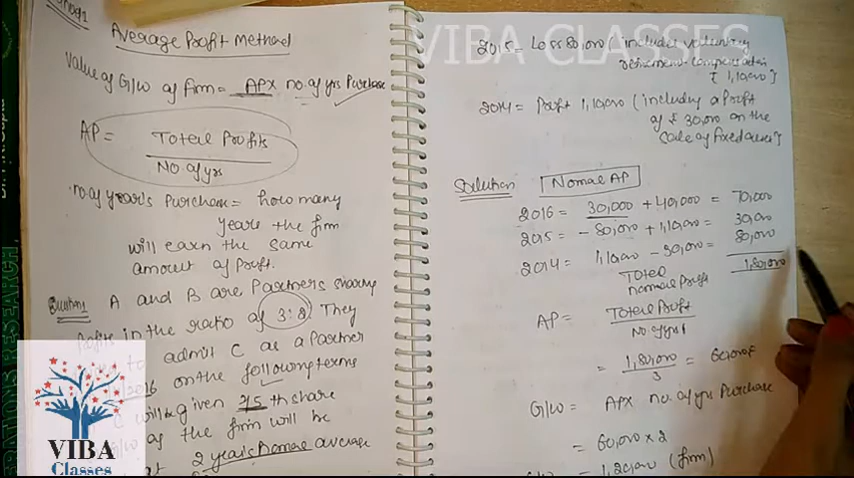 Average Profit Method
Value of G/W of firm = AP x no. of yrs Purchase
AP = Total Profits
No. of yrs
no. of year's Purchase = how many
years the firm
will earn the same
amount of profit.
Question: A and B are Partners sharing
Profits in the ratio of 3:2. They
admit C as a Partner
2016 on the following terms
C will be given 2/5th share
G/W of the firm will be
2 year's Normal average
VIBA
Classes
VIBA CLASSES
2015 = Loss 80,000 (includes voluntary
retirement compensation
1,10,000)
2014 = Profit 1,10,000 (including a Profit
of ₹ 30,000 on the
Sale of fixed assets)
Solution Normal AP
2016 = 30,000 + 40,000 = 70,000
2015 = - 80,000 + 1,10,000 = 30,000
2014 = 1,10,000 - 30,000 = 80,000
Total
normal Profit 1,80,000
AP = Total Profit
No. of yrs
= 1,80,000
3 = 60,000
G/W = AP x no. of yrs Purchase
= 60,000 x 2
= 1,20,000 (firm)